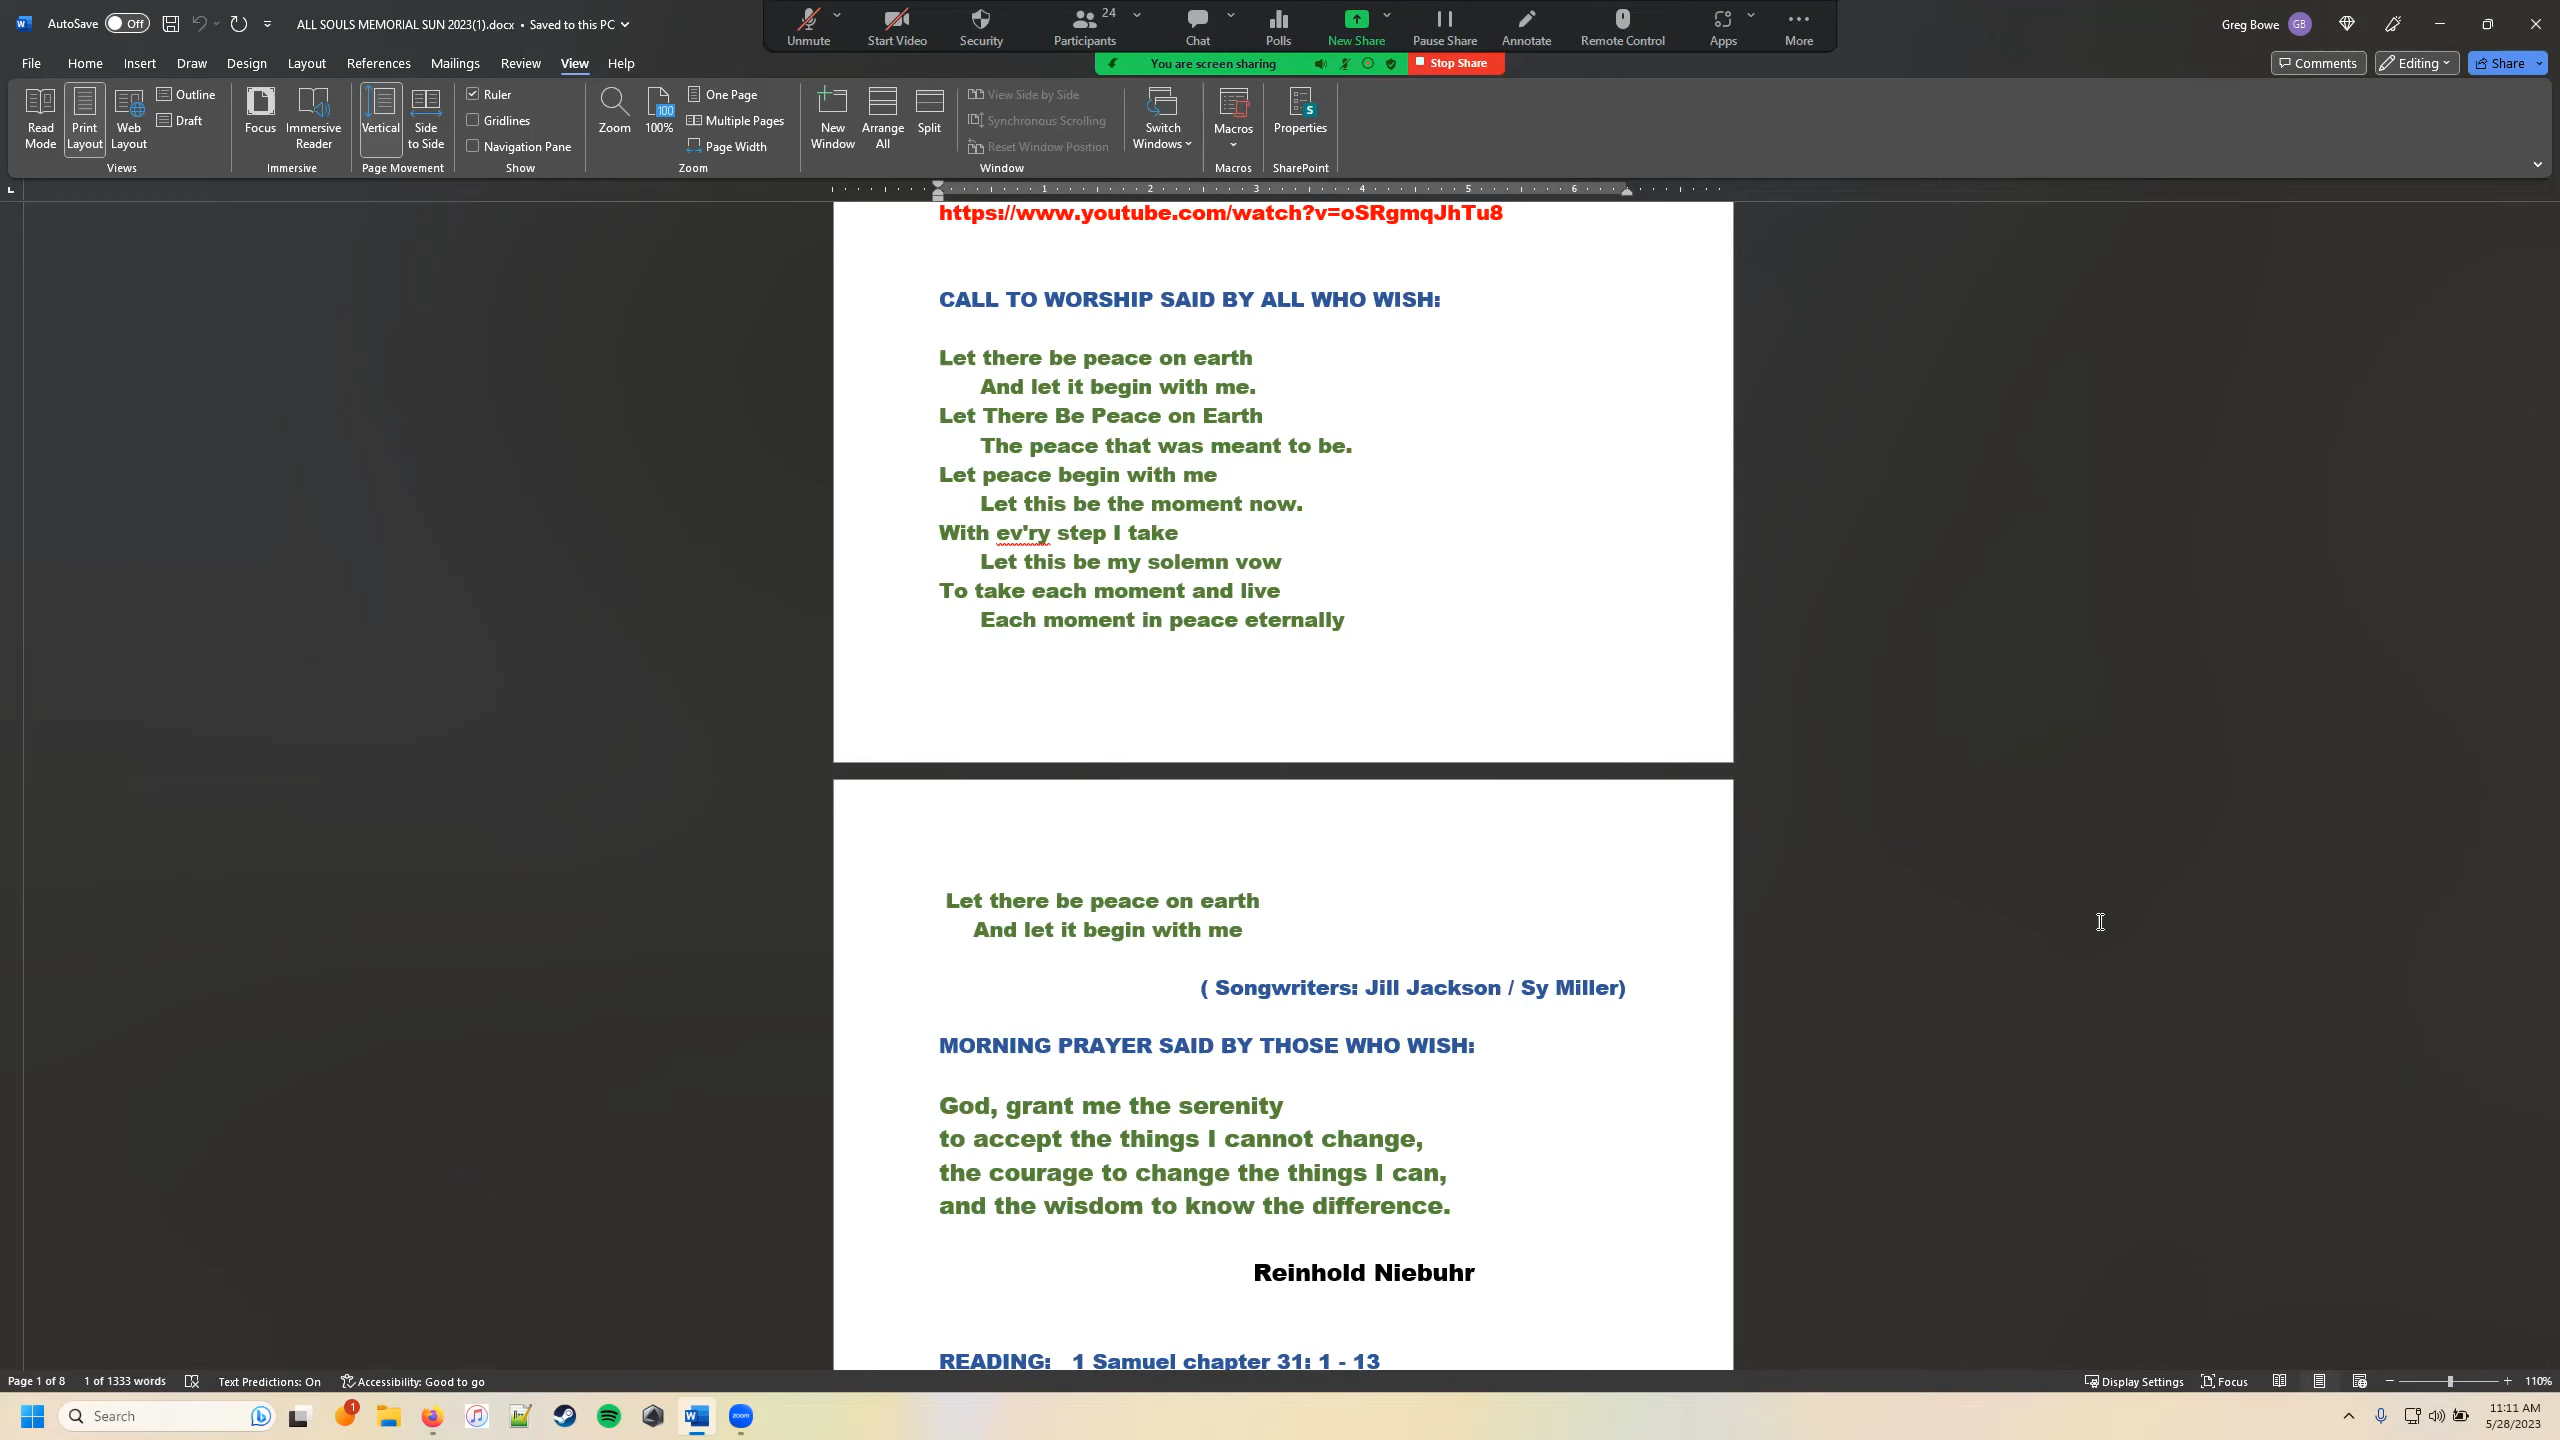 AutoSave Off ALL SOULS MEMORIAL SUN 2023(1).docx • Saved to this PC
Unmute Start Video Security Participants 24 Chat Polls New Share Pause Share Annotate Remote Control Apps More
Greg Bowe GB
You are screen sharing Stop Share
File Home Insert Draw Design Layout References Mailings Review View Help
Comments Editing Share
Read Mode
Print Layout
Web Layout
Outline
Draft
Views
Focus
Immersive Reader
Immersive
Vertical
Side to Side
Page Movement
Ruler
Gridlines
Navigation Pane
Show
Zoom
100
100%
One Page
Multiple Pages
Page Width
Zoom
New Window
Arrange All
Split
View Side by Side
Synchronous Scrolling
Reset Window Position
Switch Windows
Window
Macros
Macros
S
Properties
SharePoint
1 2 3 4 5 6
https://www.youtube.com/watch?v=oSRgmqJhTu8
CALL TO WORSHIP SAID BY ALL WHO WISH:
Let there be peace on earth
And let it begin with me.
Let There Be Peace on Earth
The peace that was meant to be.
Let peace begin with me
Let this be the moment now.
With ev'ry step I take
Let this be my solemn vow
To take each moment and live
Each moment in peace eternally
Let there be peace on earth
And let it begin with me
( Songwriters: Jill Jackson / Sy Miller)
MORNING PRAYER SAID BY THOSE WHO WISH:
God, grant me the serenity
to accept the things I cannot change,
the courage to change the things I can,
and the wisdom to know the difference.
Reinhold Niebuhr
READING: 1 Samuel chapter 31: 1 - 13
Page 1 of 8 1 of 1333 words Text Predictions: On Accessibility: Good to go Display Settings Focus 110%
Search 1 W zoom 11:11 AM
5/28/2023